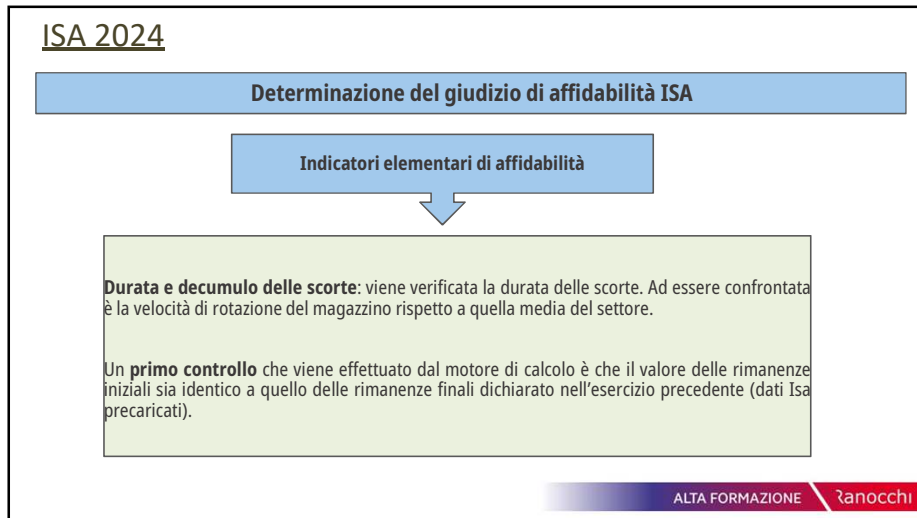 ISA 2024
Determinazione del giudizio di affidabilità ISA
Indicatori elementari di affidabilità
Durata e decumulo delle scorte: viene verificata la durata delle scorte. Ad essere confrontata
è la velocità di rotazione del magazzino rispetto a quella media del settore.
Un primo controllo che viene effettuato dal motore di calcolo è che il valore delle rimanenze
iniziali sia identico a quello delle rimanenze finali dichiarato nell’esercizio precedente (dati Isa
precaricati).
ALTA FORMAZIONE Ranocchi